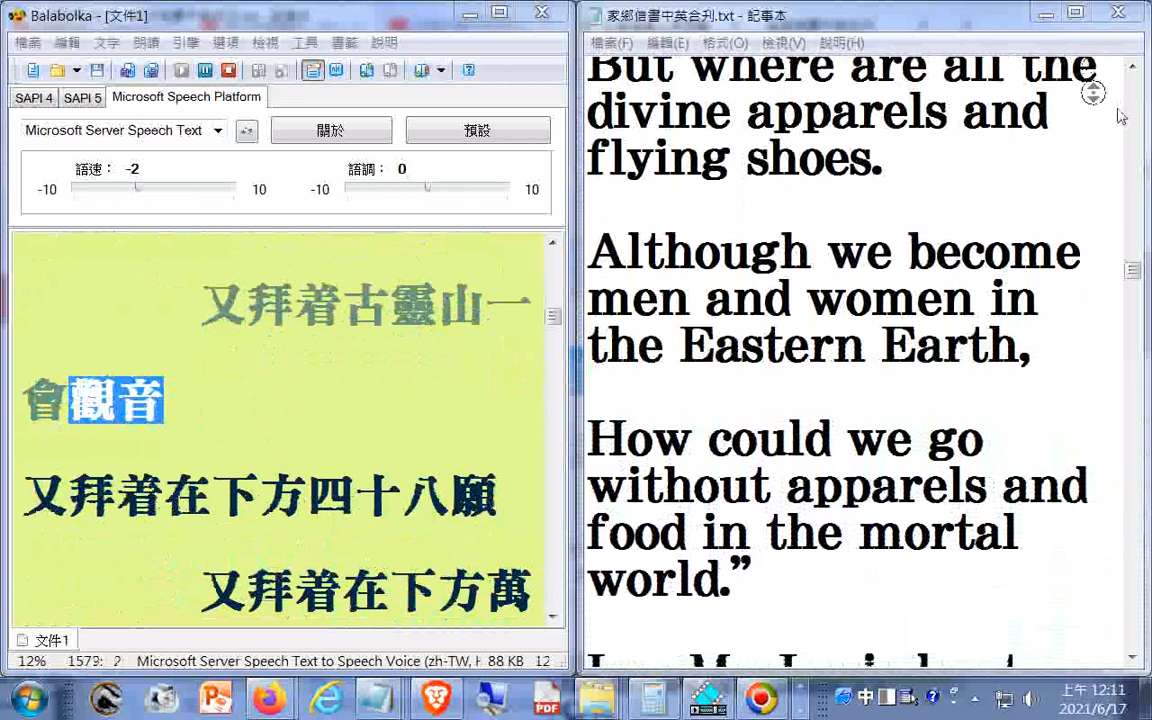 Balabolka - [文件1]
檔案 編輯 文字 朗讀 引擎 選項 檢視 工具 書籤 說明
SAPI 4 SAPI 5 Microsoft Speech Platform
Microsoft Server Speech Text 關於 預設
語速： -2 語調： 0
-10 10 -10 10
又拜着古靈山一
會觀音
又拜着在下方四十八願
又拜着在下方萬
文件1
12% Microsoft Server Speech Text to Speech Voice (zh-TW, H 88 KB 12
家鄉信書中英合刋.txt - 記事本
檔案(F) 編輯(E) 格式(O) 檢視(V) 說明(H)
But where are all the
divine apparels and
flying shoes.
Although we become
men and women in
the Eastern Earth,
How could we go
without apparels and
food in the mortal
world.”
中
上午 12:11
2021/6/17